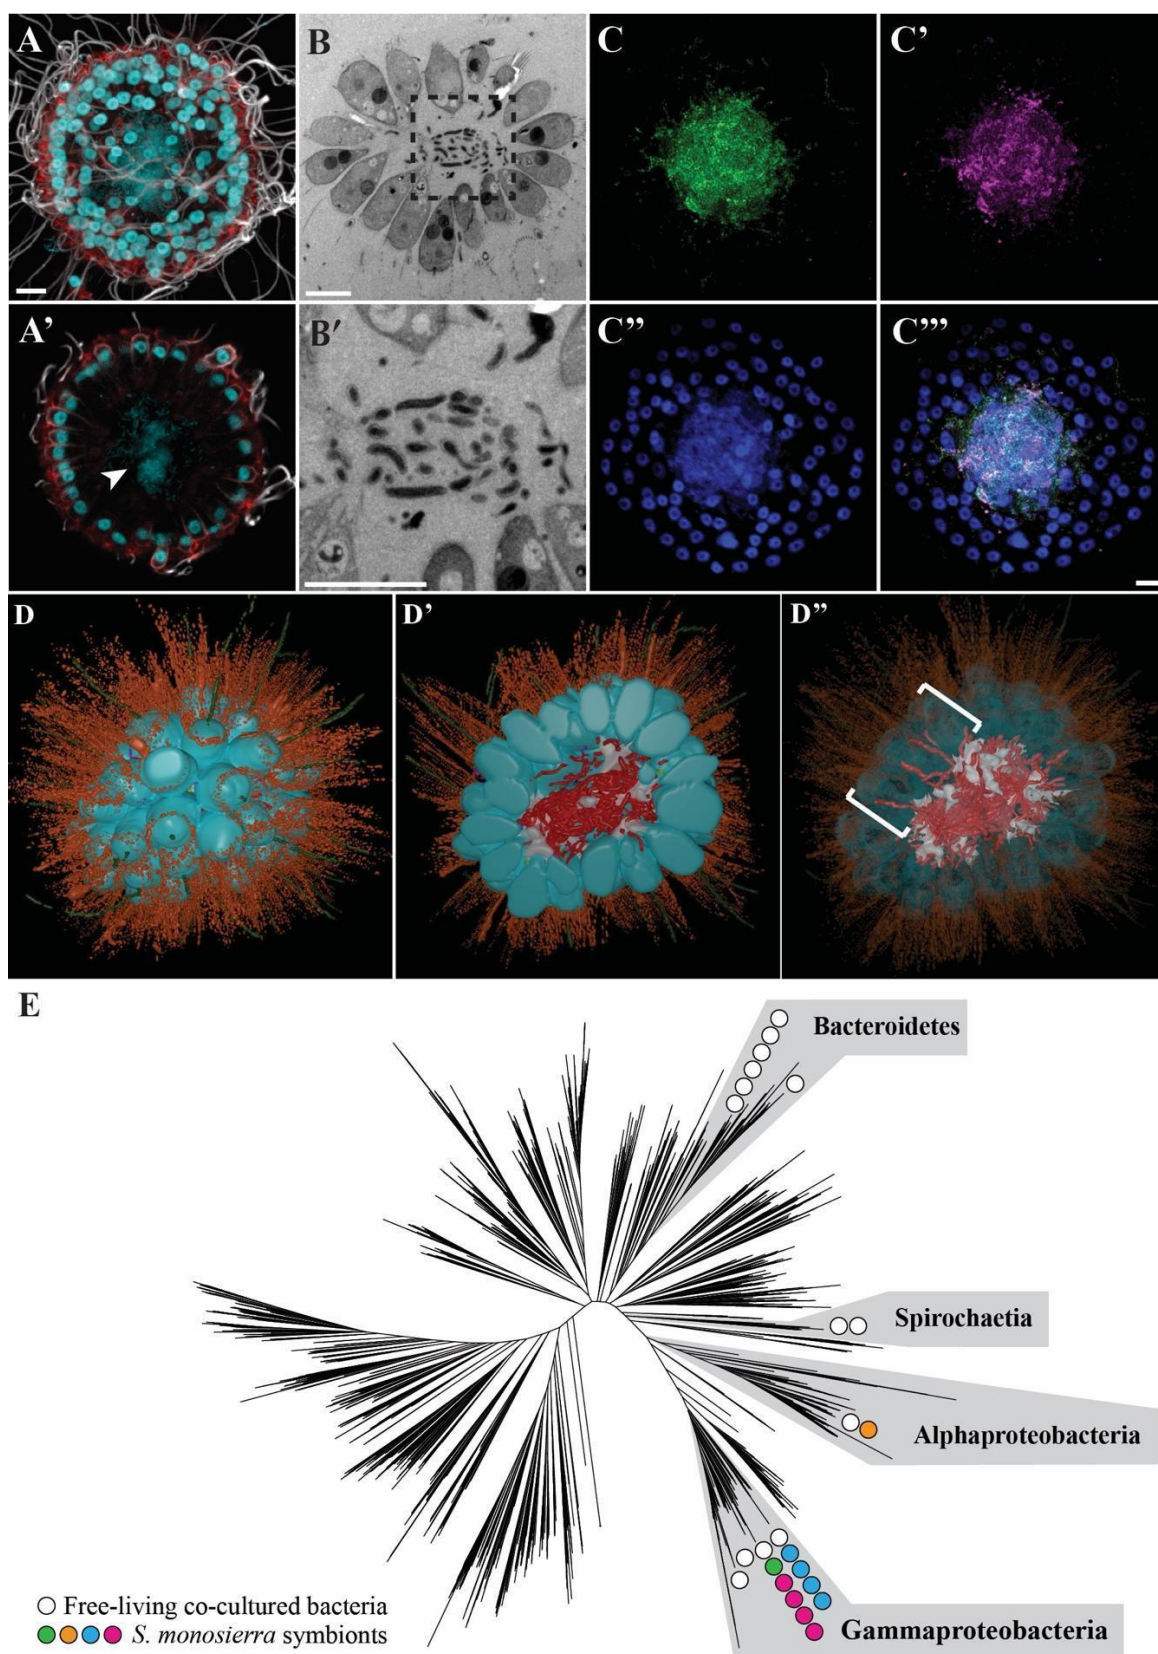 A
B
C
C’
A’
B′
C”
C”’
D
D’
D”
E
Bacteroidetes
Spirochaetia
Alphaproteobacteria
Gammaproteobacteria
Free-living co-cultured bacteria
S. monosierra symbionts